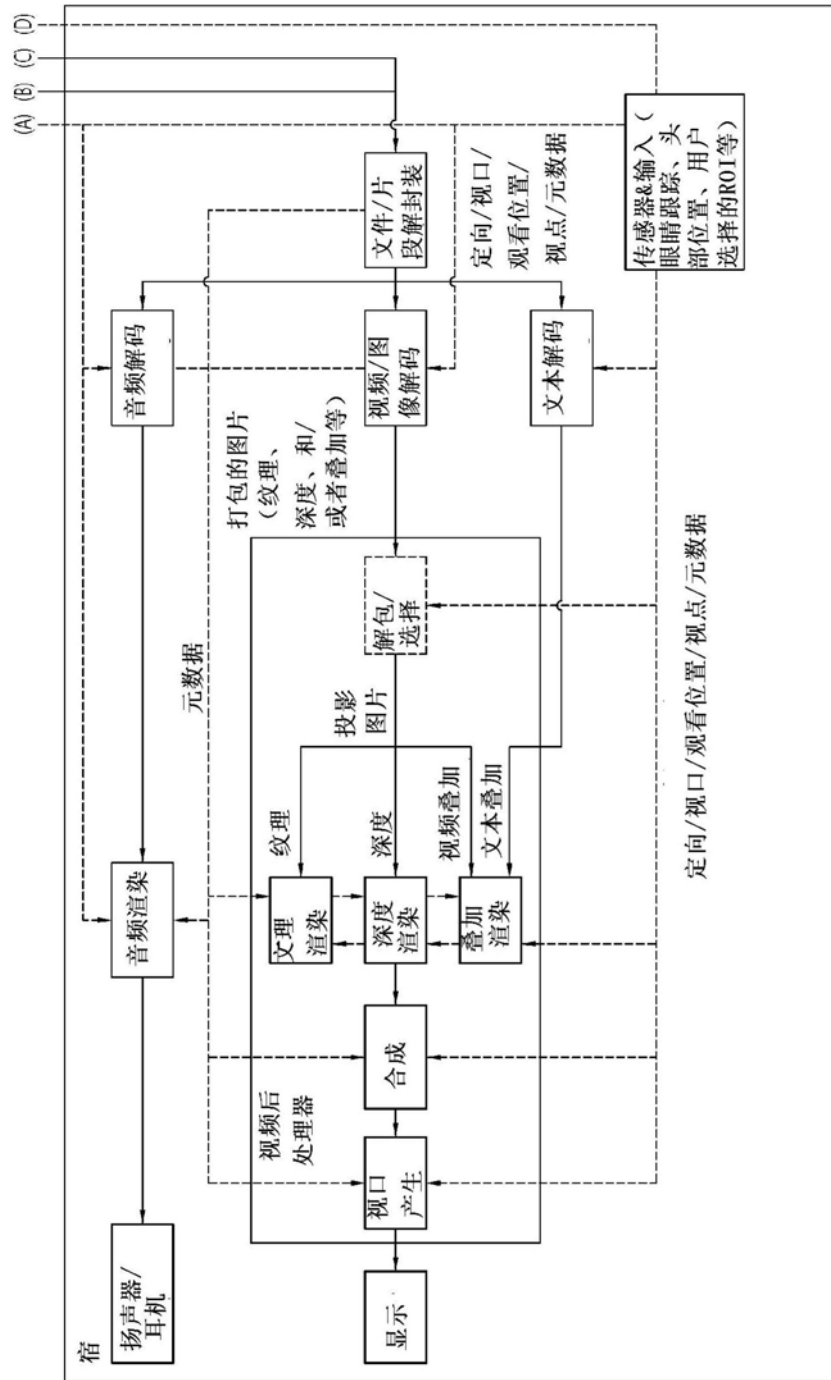 (A)
(B)
(C)
(D)
宿
文件/片
段解封装
定向/视口/
观看位置/
视点/元数据
传感器&输入（
眼睛跟踪、头
部位置、用户
选择的ROI等）
音频解码
视频/图
像解码
文本解码
打包的图片
（纹理、
深度、和/
或者叠加等）
元数据
解包/
选择
投影
图片
纹理
深度
视频叠加
文本叠加
定向/视口/观看位置/视点/元数据
音频渲染
文理
渲染
深度
渲染
叠加
渲染
合成
视频后
处理器
视口
产生
扬声器/
耳机
显示